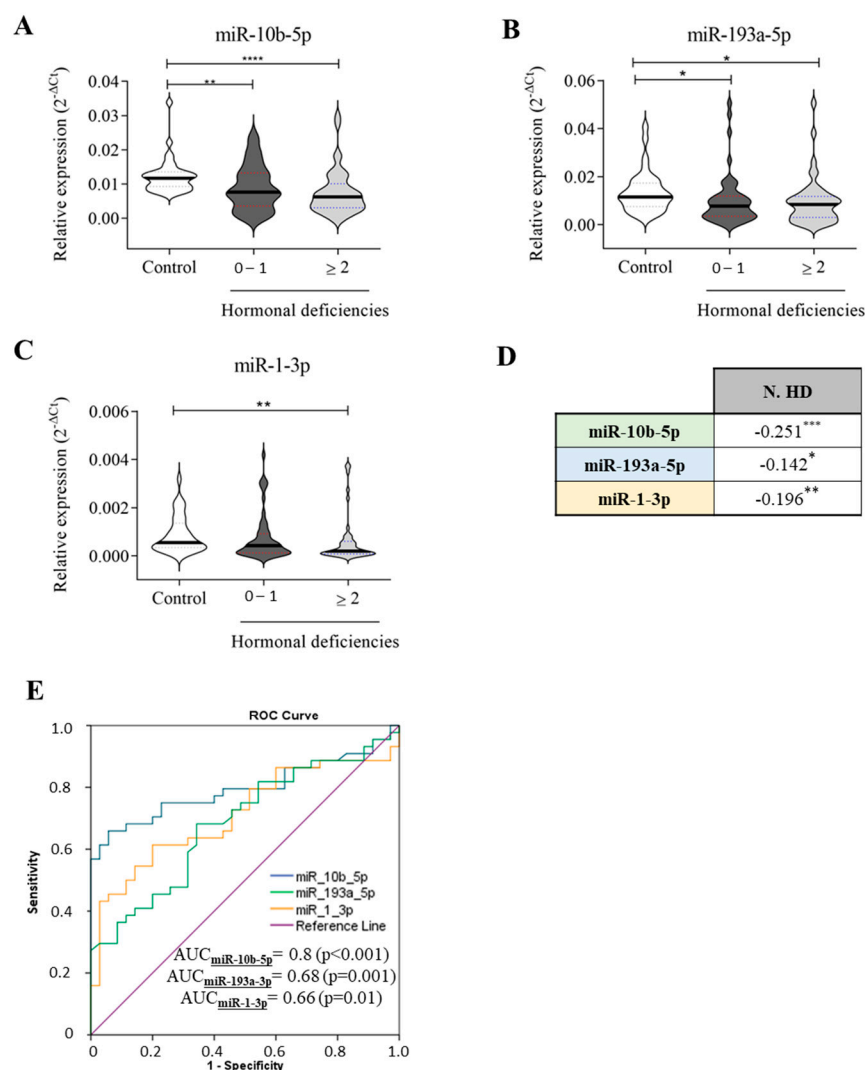 A
miR-10b-5p
Relative expression (2^-ΔCt)
0.04
0.03
0.02
0.01
0.00
****
**
Control
0 – 1
≥ 2
Hormonal deficiencies
B
miR-193a-5p
Relative expression (2^-ΔCt)
0.06
0.04
0.02
0.00
*
*
Control
0 – 1
≥ 2
Hormonal deficiencies
C
miR-1-3p
Relative expression (2^-ΔCt)
0.006
0.004
0.002
0.000
**
Control
0 – 1
≥ 2
Hormonal deficiencies
D
N. HD
miR-10b-5p -0.251***
miR-193a-5p -0.142*
miR-1-3p -0.196**
E
ROC Curve
Sensitivity
1.0
0.8
0.6
0.4
0.2
0
miR_10b_5p
miR_193a_5p
miR_1_3p
Reference Line
AUCmiR-10b-5p= 0.8 (p<0.001)
AUCmiR-193a-3p= 0.68 (p=0.001)
AUCmiR-1-3p= 0.66 (p=0.01)
0 0.2 0.4 0.6 0.8 1.0
1 - Specificity